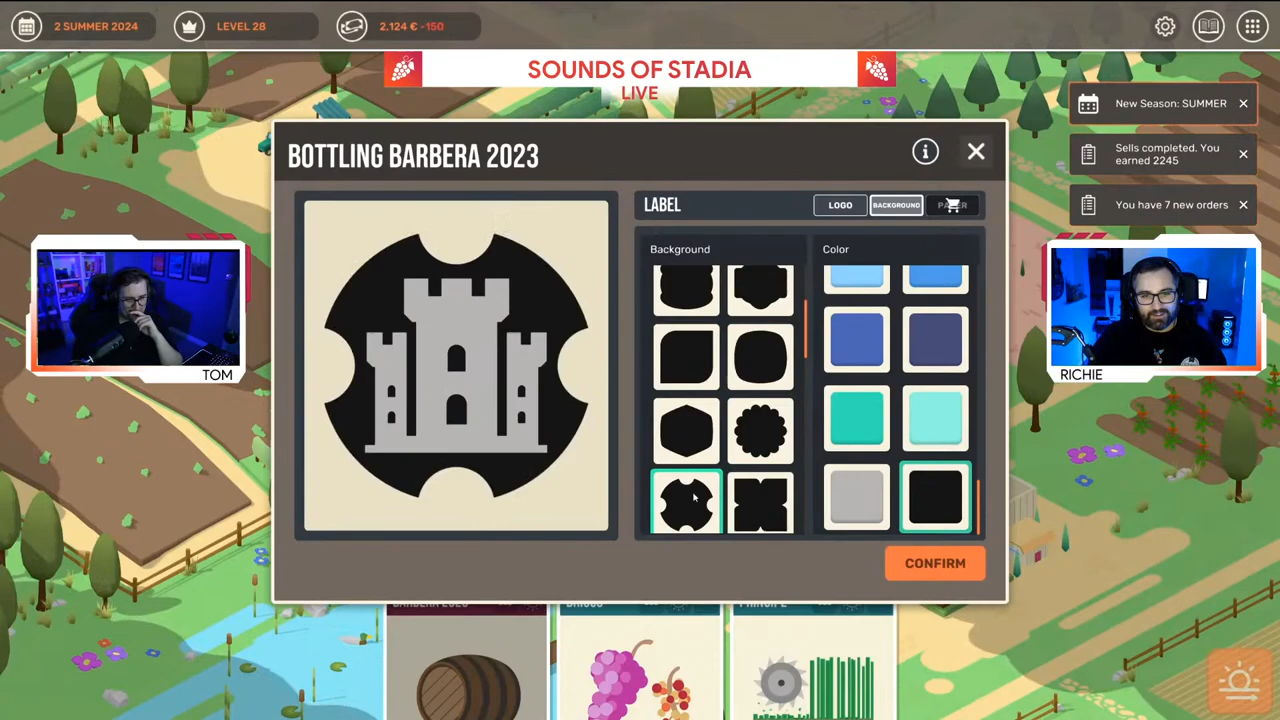 2 SUMMER 2024
LEVEL 28
2.124 € -150
SOUNDS OF STADIA
LIVE
New Season: SUMMER
Sells completed. You
earned 2245
You have 7 new orders
BOTTLING BARBERA 2023
LABEL
LOGO
BACKGROUND
Background
Color
TOM
RICHIE
CONFIRM